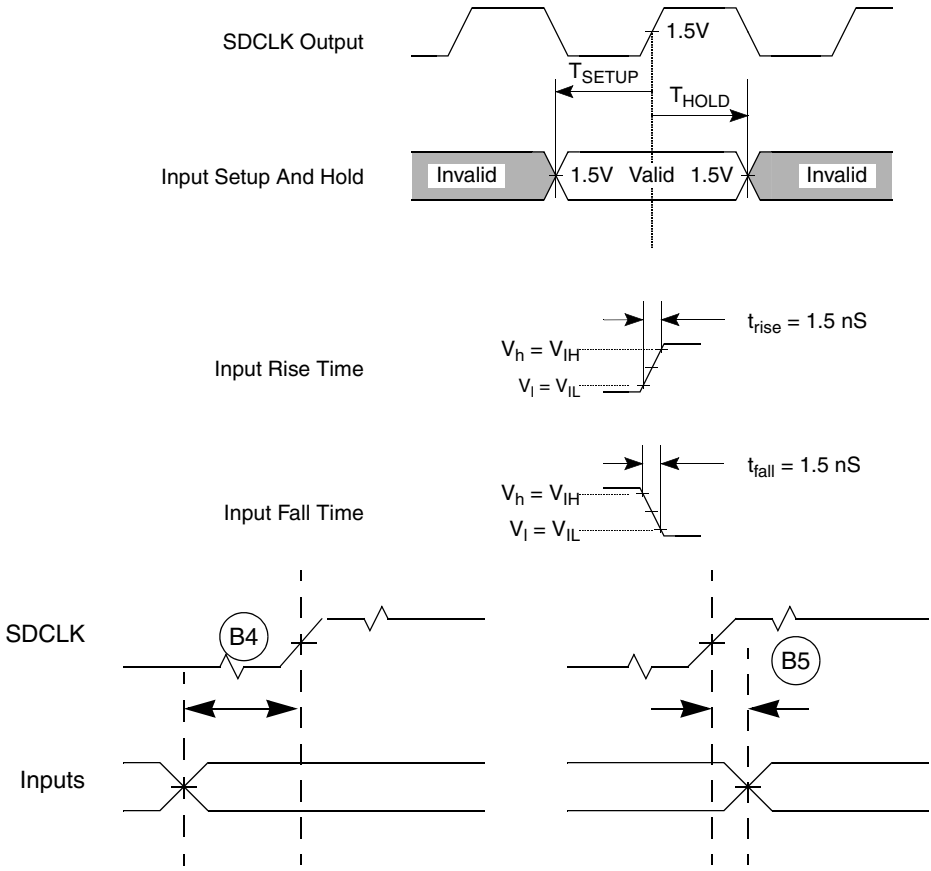 SDCLK Output
1.5V
TSETUP
THOLD
Input Setup And Hold
Invalid
1.5V Valid 1.5V
Invalid
trise = 1.5 nS
Vh = VIH
Input Rise Time
Vl = VIL
tfall = 1.5 nS
Vh = VIH
Input Fall Time
Vl = VIL
SDCLK
B4
B5
Inputs